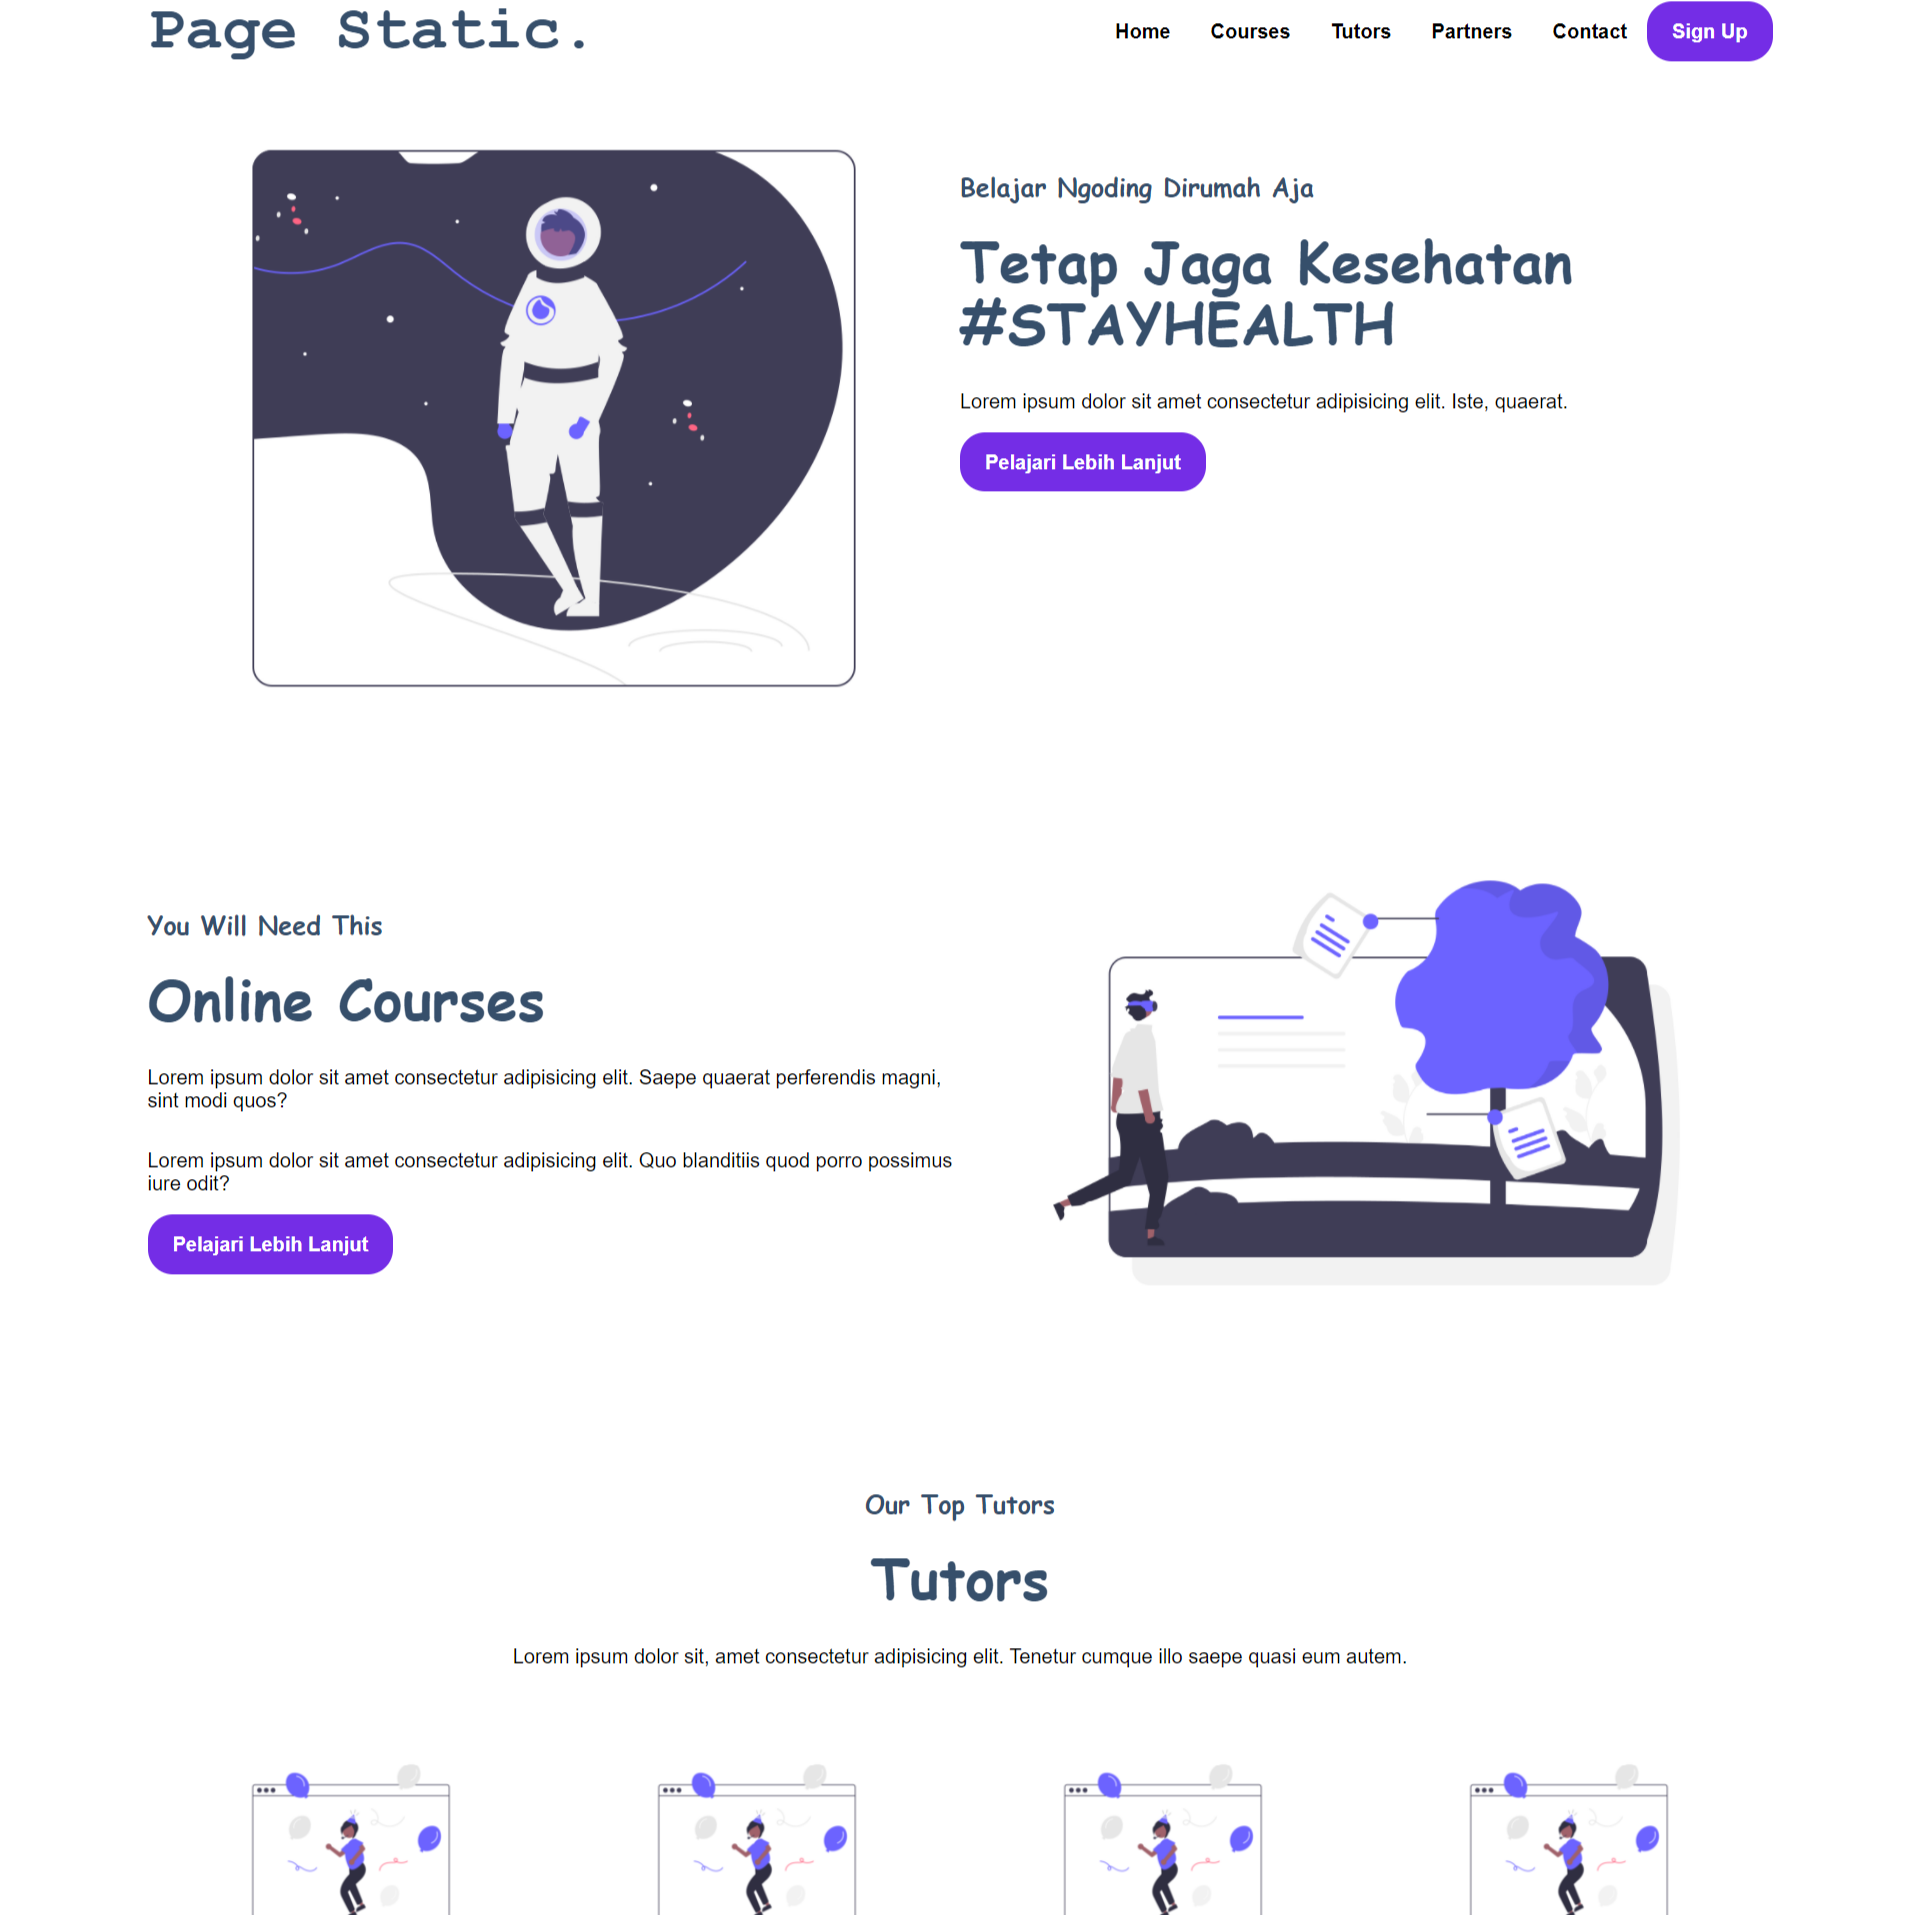 Page Static.
Home Courses Tutors Partners Contact Sign Up
Belajar Ngoding Dirumah Aja
Tetap Jaga Kesehatan
#STAYHEALTH
Lorem ipsum dolor sit amet consectetur adipisicing elit. Iste, quaerat.
Pelajari Lebih Lanjut
You Will Need This
Online Courses
Lorem ipsum dolor sit amet consectetur adipisicing elit. Saepe quaerat perferendis magni,
sint modi quos?
Lorem ipsum dolor sit amet consectetur adipisicing elit. Quo blanditiis quod porro possimus
iure odit?
Pelajari Lebih Lanjut
Our Top Tutors
Tutors
Lorem ipsum dolor sit, amet consectetur adipisicing elit. Tenetur cumque illo saepe quasi eum autem.